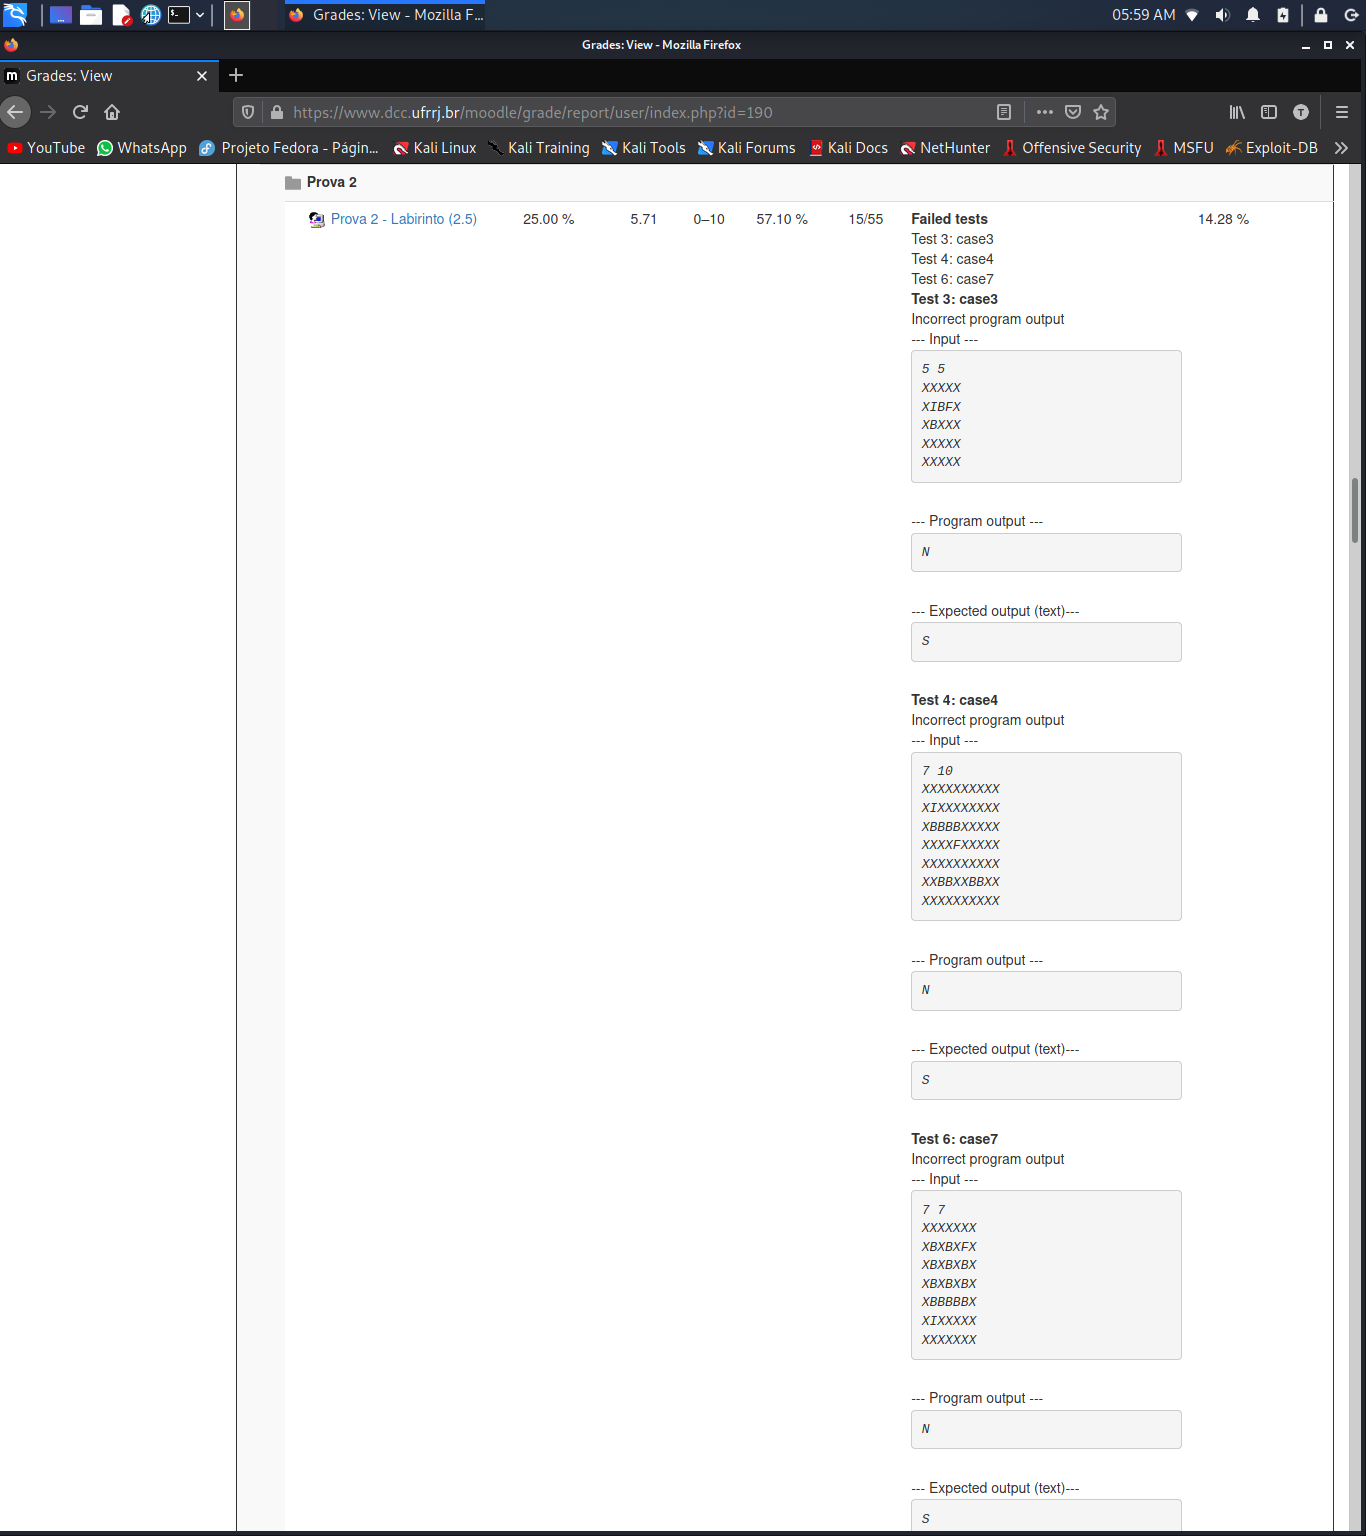 Grades: View - Mozilla F...
05:59 AM
Grades: View - Mozilla Firefox
m Grades: View
https://www.dcc.ufrrj.br/moodle/grade/report/user/index.php?id=190
T
YouTube WhatsApp Projeto Fedora - Págin... Kali Linux Kali Training Kali Tools Kali Forums Kali Docs NetHunter Offensive Security MSFU Exploit-DB
Prova 2
Prova 2 - Labirinto (2.5) 25.00 % 5.71 0–10 57.10 % 15/55 Failed tests 14.28 %
Test 3: case3
Test 4: case4
Test 6: case7
Test 3: case3
Incorrect program output
--- Input ---
5 5
XXXXX
XIBFX
XBXXX
XXXXX
XXXXX
--- Program output ---
N
--- Expected output (text)---
S
Test 4: case4
Incorrect program output
--- Input ---
7 10
XXXXXXXXXX
XIXXXXXXXX
XBBBBXXXXX
XXXXFXXXXX
XXXXXXXXXX
XXBBXXBBXX
XXXXXXXXXX
--- Program output ---
N
--- Expected output (text)---
S
Test 6: case7
Incorrect program output
--- Input ---
7 7
XXXXXXX
XBXBXFX
XBXBXBX
XBXBXBX
XBBBBBX
XIXXXXX
XXXXXXX
--- Program output ---
N
--- Expected output (text)---
S